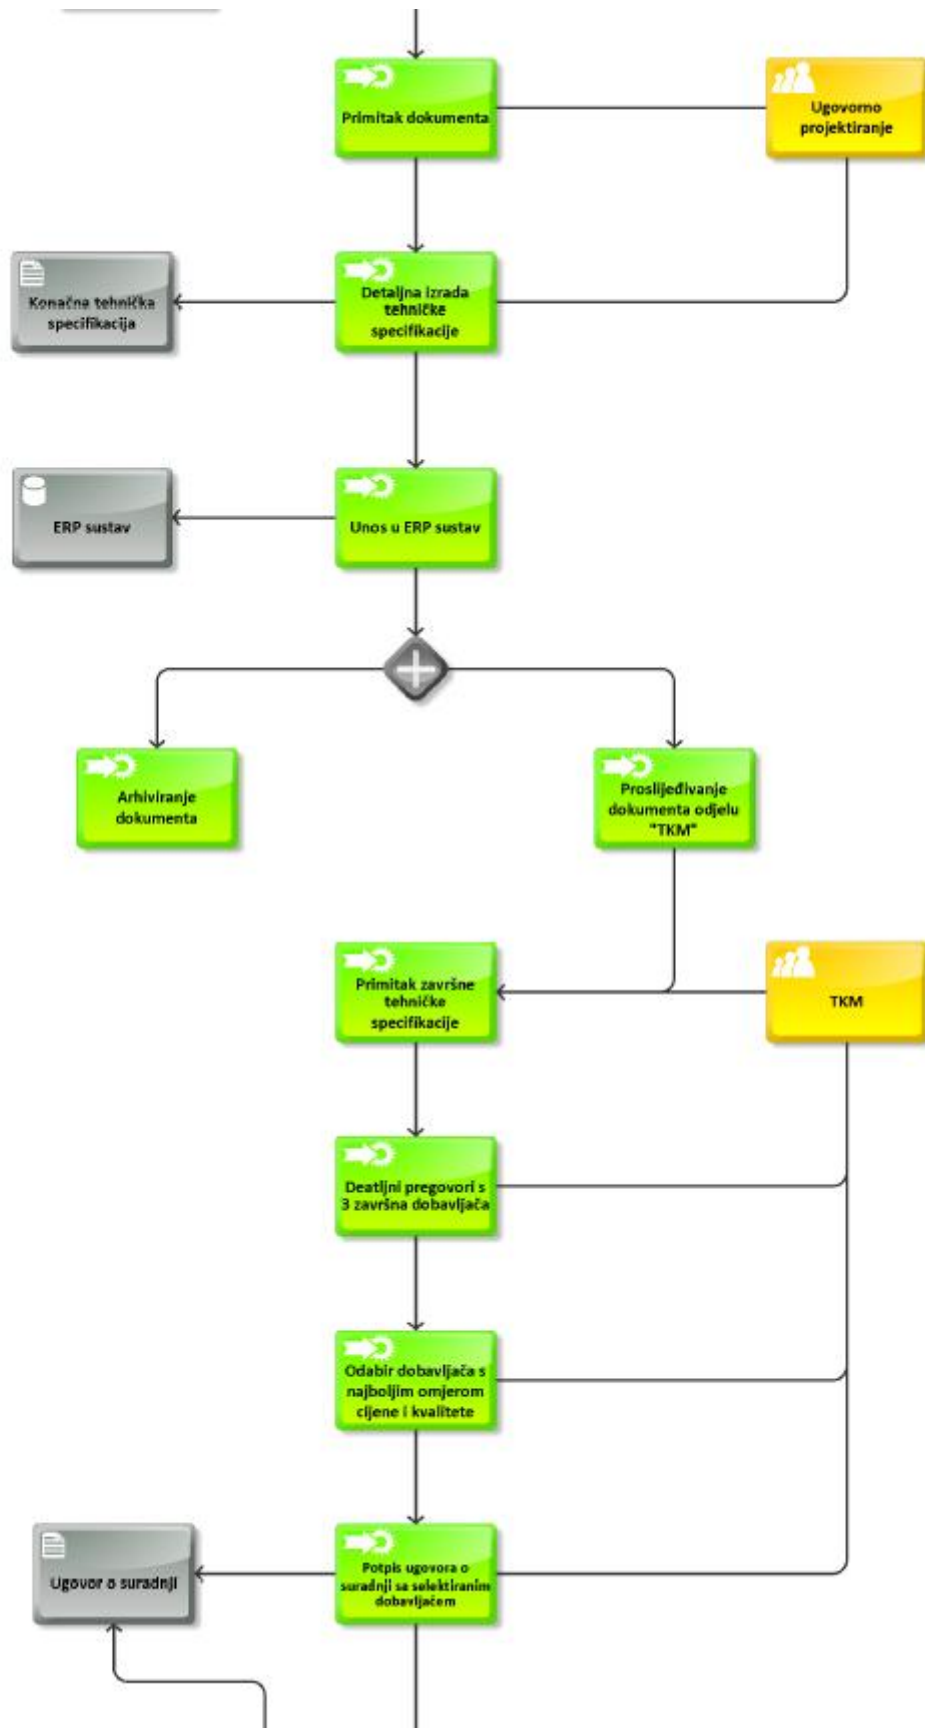 Primitak dokumenta
Ugovorno
projektiranje
Konačna tehnička
specifikacija
Detaljna izrada
tehničke
specifikacije
ERP sustav
Unos u ERP sustav
Arhiviranje
dokumenta
Proslijeđivanje
dokumenta odjelu
"TKM"
Primitak završne
tehničke
specifikacije
TKM
Deatljni pregovori s
3 završna dobavljača
Odabir dobavljača s
najboljim omjerom
cijene i kvalitete
Ugovor o suradnji
Potpis ugovora o
suradnji sa selektiranim
dobavljačem